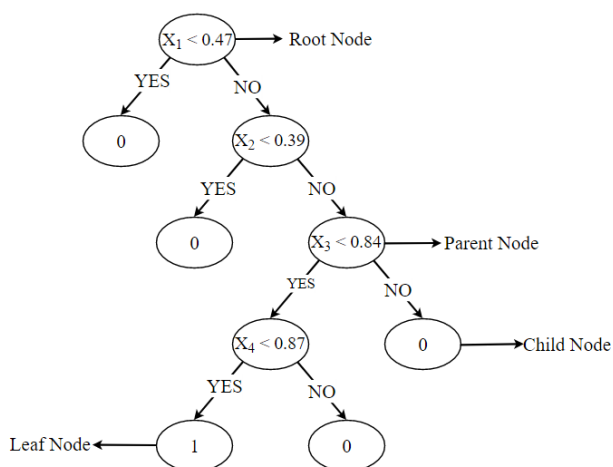 X₁ < 0.47
Root Node
YES
NO
0
X₂ < 0.39
YES
NO
0
X₃ < 0.84
Parent Node
YES
NO
X₄ < 0.87
0
Child Node
YES
NO
Leaf Node
1
0